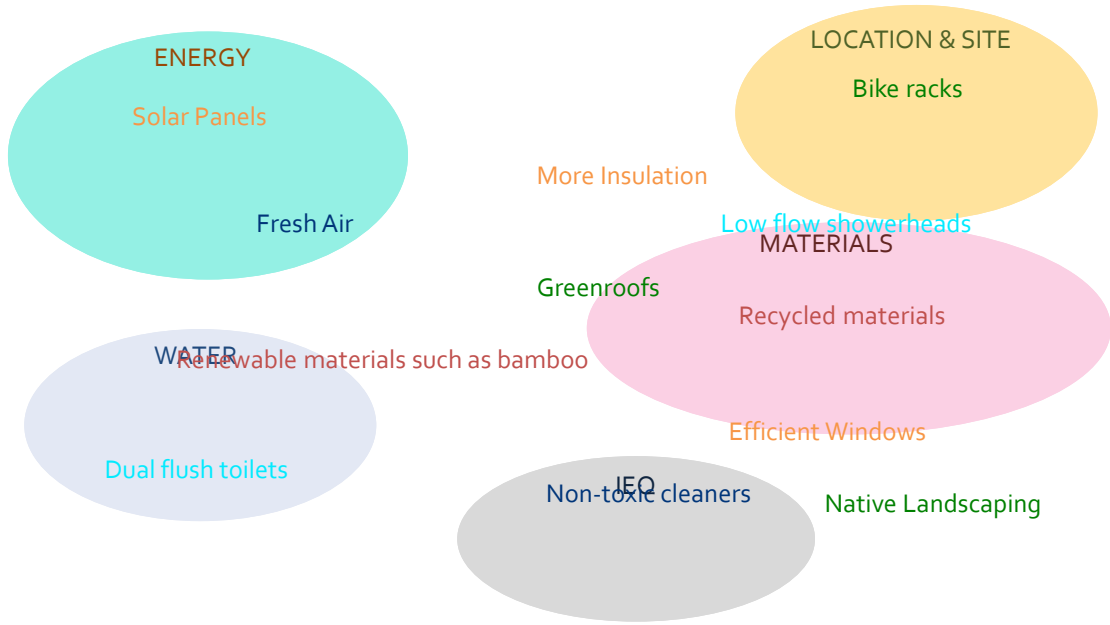 ENERGY
Solar Panels
Fresh Air
LOCATION & SITE
Bike racks
More Insulation
Low flow showerheads
MATERIALS
Greenroofs
Recycled materials
WATER
Renewable materials such as bamboo
Efficient Windows
Dual flush toilets
IEQ
Non-toxic cleaners
Native Landscaping